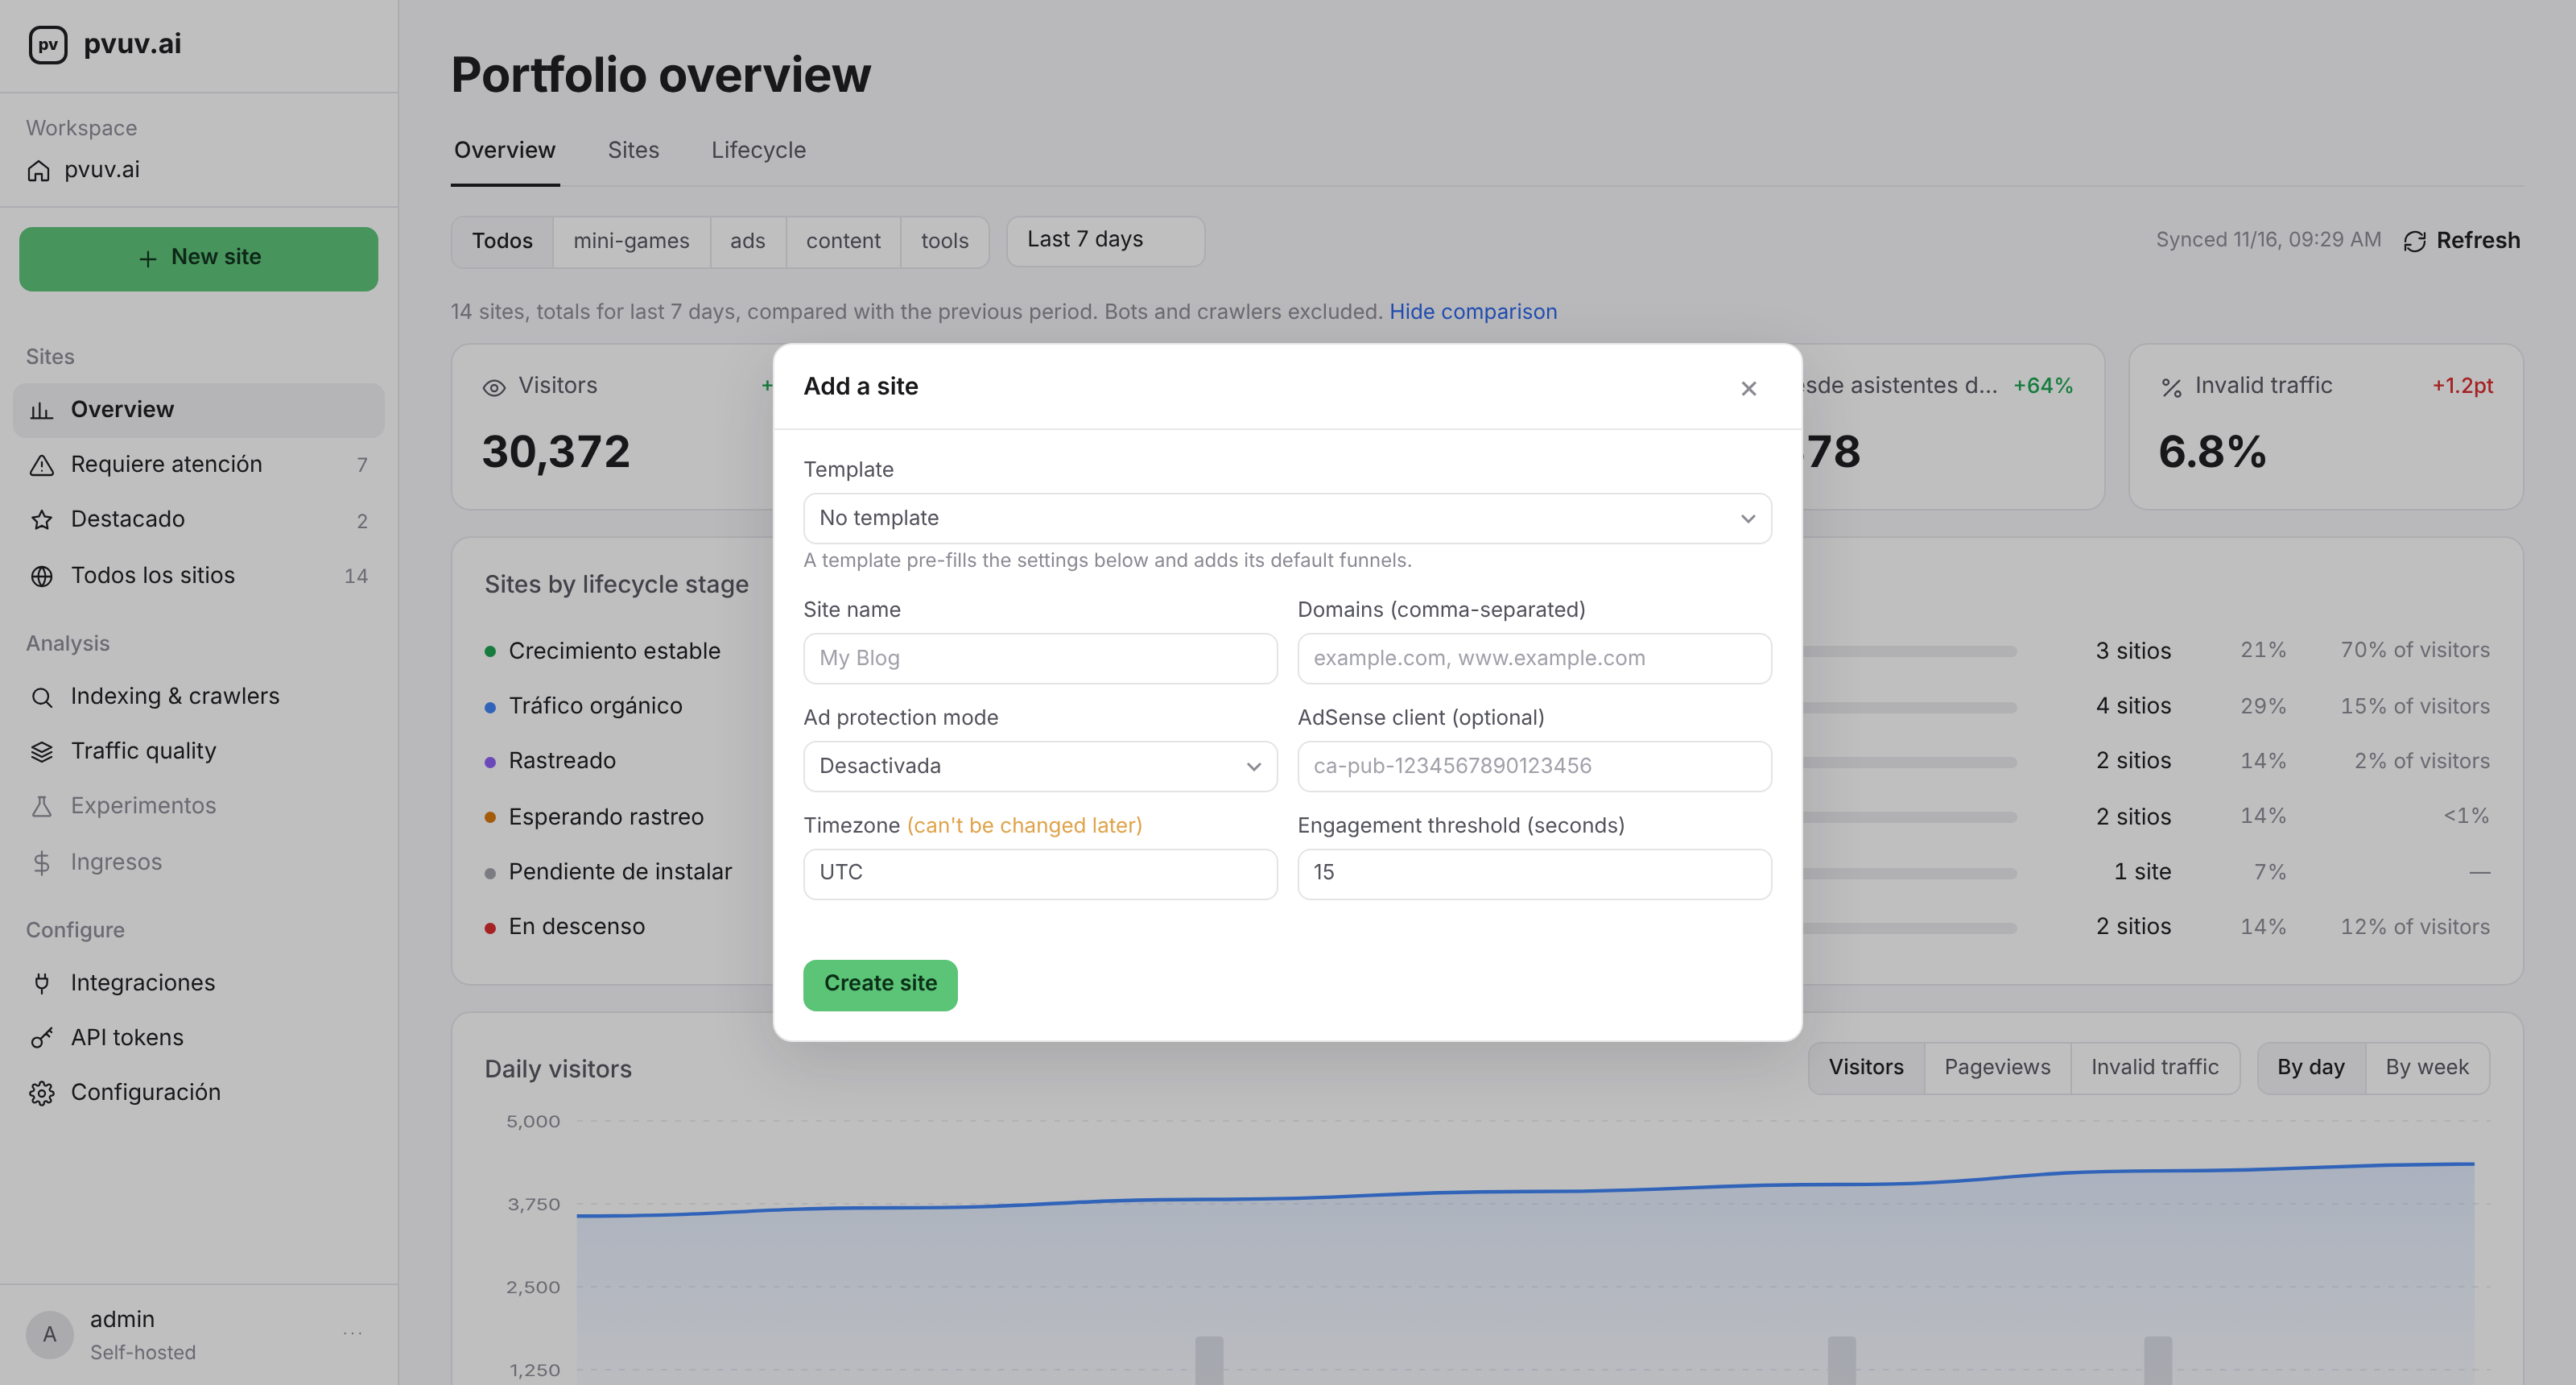 pv pvuv.ai
Workspace
pvuv.ai
+ New site
Sites
Overview
Requiere atención 7
Destacado 2
Todos los sitios 14
Analysis
Indexing & crawlers
Traffic quality
Experimentos
Ingresos
Configure
Integraciones
API tokens
Configuración
A admin
Self-hosted
...
Portfolio overview
Overview Sites Lifecycle
Todos mini-games ads content tools Last 7 days Synced 11/16, 09:29 AM Refresh
14 sites, totals for last 7 days, compared with the previous period. Bots and crawlers excluded. Hide comparison
Visitors +
30,372
esde asistentes d... +64%
78
Invalid traffic +1.2pt
6.8%
Add a site
Template
No template
A template pre-fills the settings below and adds its default funnels.
Site name Domains (comma-separated)
My Blog example.com, www.example.com
Ad protection mode AdSense client (optional)
Desactivada ca-pub-1234567890123456
Timezone (can't be changed later) Engagement threshold (seconds)
UTC 15
Create site
Sites by lifecycle stage
Crecimiento estable 3 sitios 21% 70% of visitors
Tráfico orgánico 4 sitios 29% 15% of visitors
Rastreado 2 sitios 14% 2% of visitors
Esperando rastreo 2 sitios 14% <1%
Pendiente de instalar 1 site 7% —
En descenso 2 sitios 14% 12% of visitors
Daily visitors Visitors Pageviews Invalid traffic By day By week
5,000
3,750
2,500
1,250